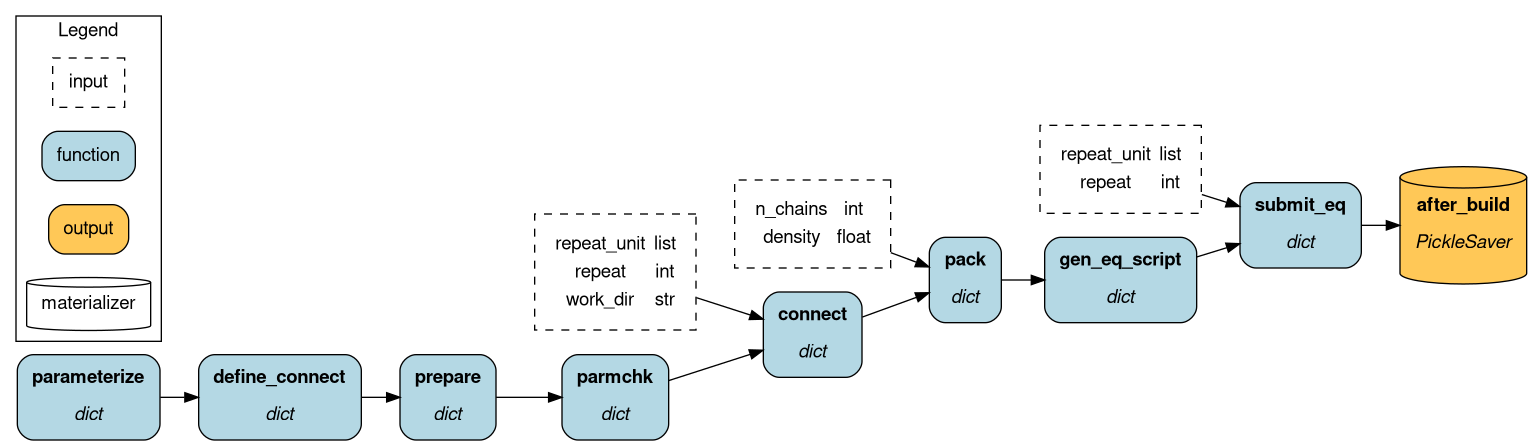 Legend
input
function
output
materializer
parameterize
dict
define_connect
dict
prepare
dict
parmchk
dict
repeat_unit list
repeat int
work_dir str
connect
dict
n_chains int
density float
pack
dict
gen_eq_script
dict
repeat_unit list
repeat int
submit_eq
dict
after_build
PickleSaver